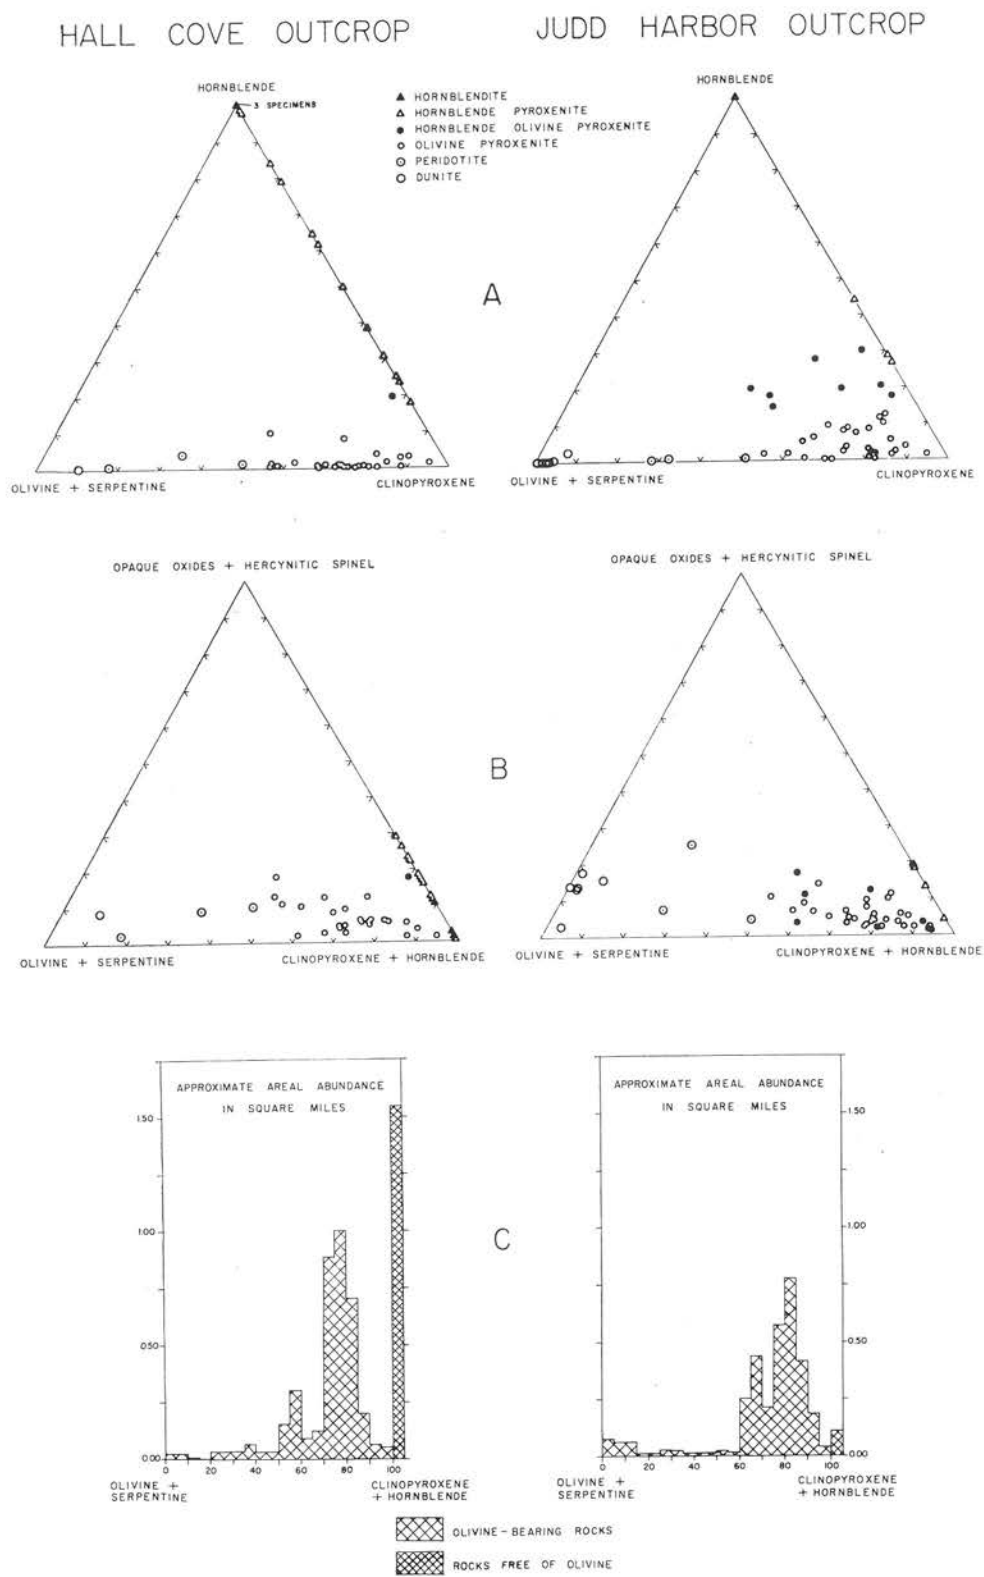 HALL COVE OUTCROP
JUDD HARBOR OUTCROP
HORNBLENDE
3 SPECIMENS
HORNBLENDITE
HORNBLENDE PYROXENITE
HORNBLENDE OLIVINE PYROXENITE
OLIVINE PYROXENITE
PERIDOTITE
DUNITE
HORNBLENDE
A
OLIVINE + SERPENTINE
CLINOPYROXENE
OLIVINE + SERPENTINE
CLINOPYROXENE
OPAQUE OXIDES + HERCYNITIC SPINEL
OPAQUE OXIDES + HERCYNITIC SPINEL
B
OLIVINE + SERPENTINE
CLINOPYROXENE + HORNBLENDE
OLIVINE + SERPENTINE
CLINOPYROXENE + HORNBLENDE
APPROXIMATE AREAL ABUNDANCE
IN SQUARE MILES
1.50
1.00
0.50
0.00
0 20 40 60 80 100
OLIVINE +
SERPENTINE
CLINOPYROXENE
+ HORNBLENDE
C
APPROXIMATE AREAL ABUNDANCE
IN SQUARE MILES
1.50
1.00
0.50
0.00
0 20 40 60 80 100
OLIVINE +
SERPENTINE
CLINOPYROXENE
+ HORNBLENDE
OLIVINE-BEARING ROCKS
ROCKS FREE OF OLIVINE